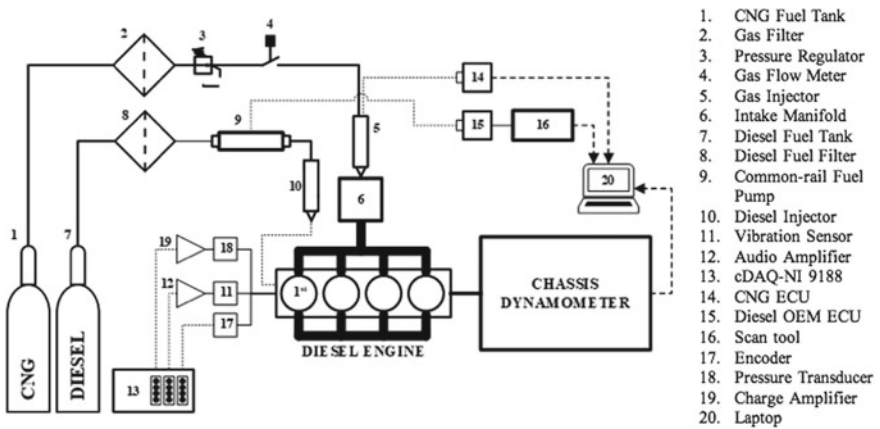 2
3
4
8
9
5
14
15
16
10
6
20
1
7
19
18
12
11
17
13
1st
CNG
DIESEL
DIESEL ENGINE
CHASSIS
DYNAMOMETER
1. CNG Fuel Tank
2. Gas Filter
3. Pressure Regulator
4. Gas Flow Meter
5. Gas Injector
6. Intake Manifold
7. Diesel Fuel Tank
8. Diesel Fuel Filter
9. Common-rail Fuel
Pump
10. Diesel Injector
11. Vibration Sensor
12. Audio Amplifier
13. cDAQ-NI 9188
14. CNG ECU
15. Diesel OEM ECU
16. Scan tool
17. Encoder
18. Pressure Transducer
19. Charge Amplifier
20. Laptop